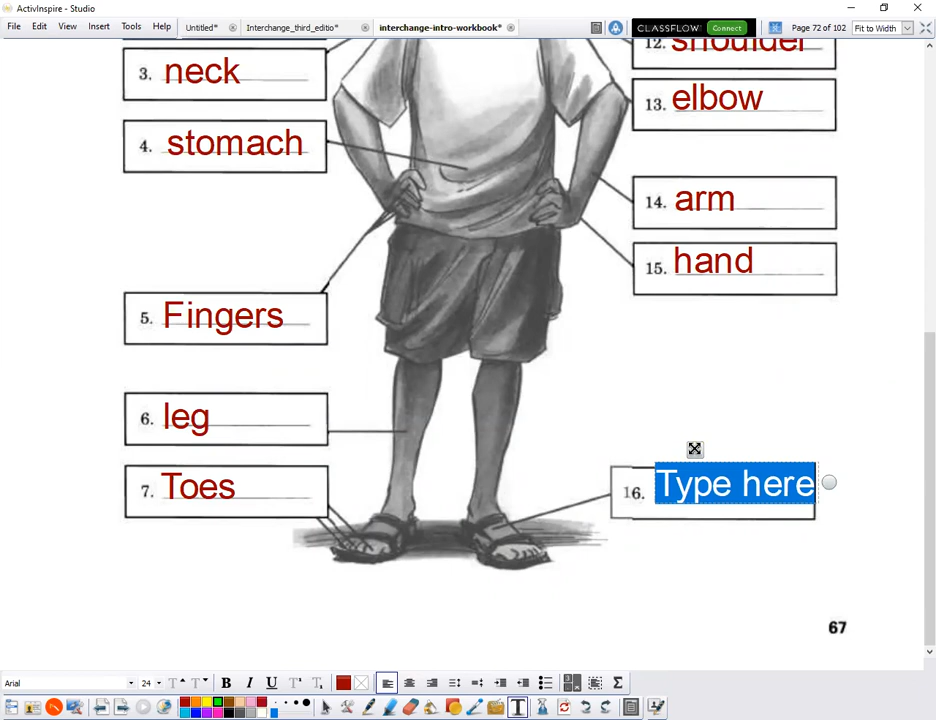 ActivInspire - Studio
File Edit View Insert Tools Help
Untitled* Interchange_third_editio* interchange-intro-workbook* CLASSFLOW Connect Page 72 of 102 Fit to Width
3. neck
4. stomach
5. Fingers
6. leg
7. Toes
12. shoulder
13. elbow
14. arm
15. hand
16. Type here
67
Arial 24 T T B I U T T Σ
T